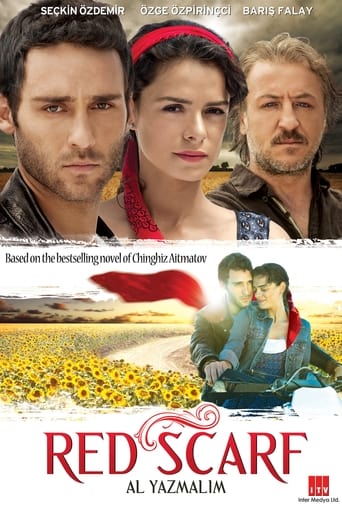 SEÇKİN ÖZDEMİR ÖZGE ÖZPİRİNÇCİ BARIŞ FALAY
Based on the bestselling novel of Chinghiz Aitmatov
RED SCARF
AL YAZMALIM
ITV
Inter Medya Ltd.